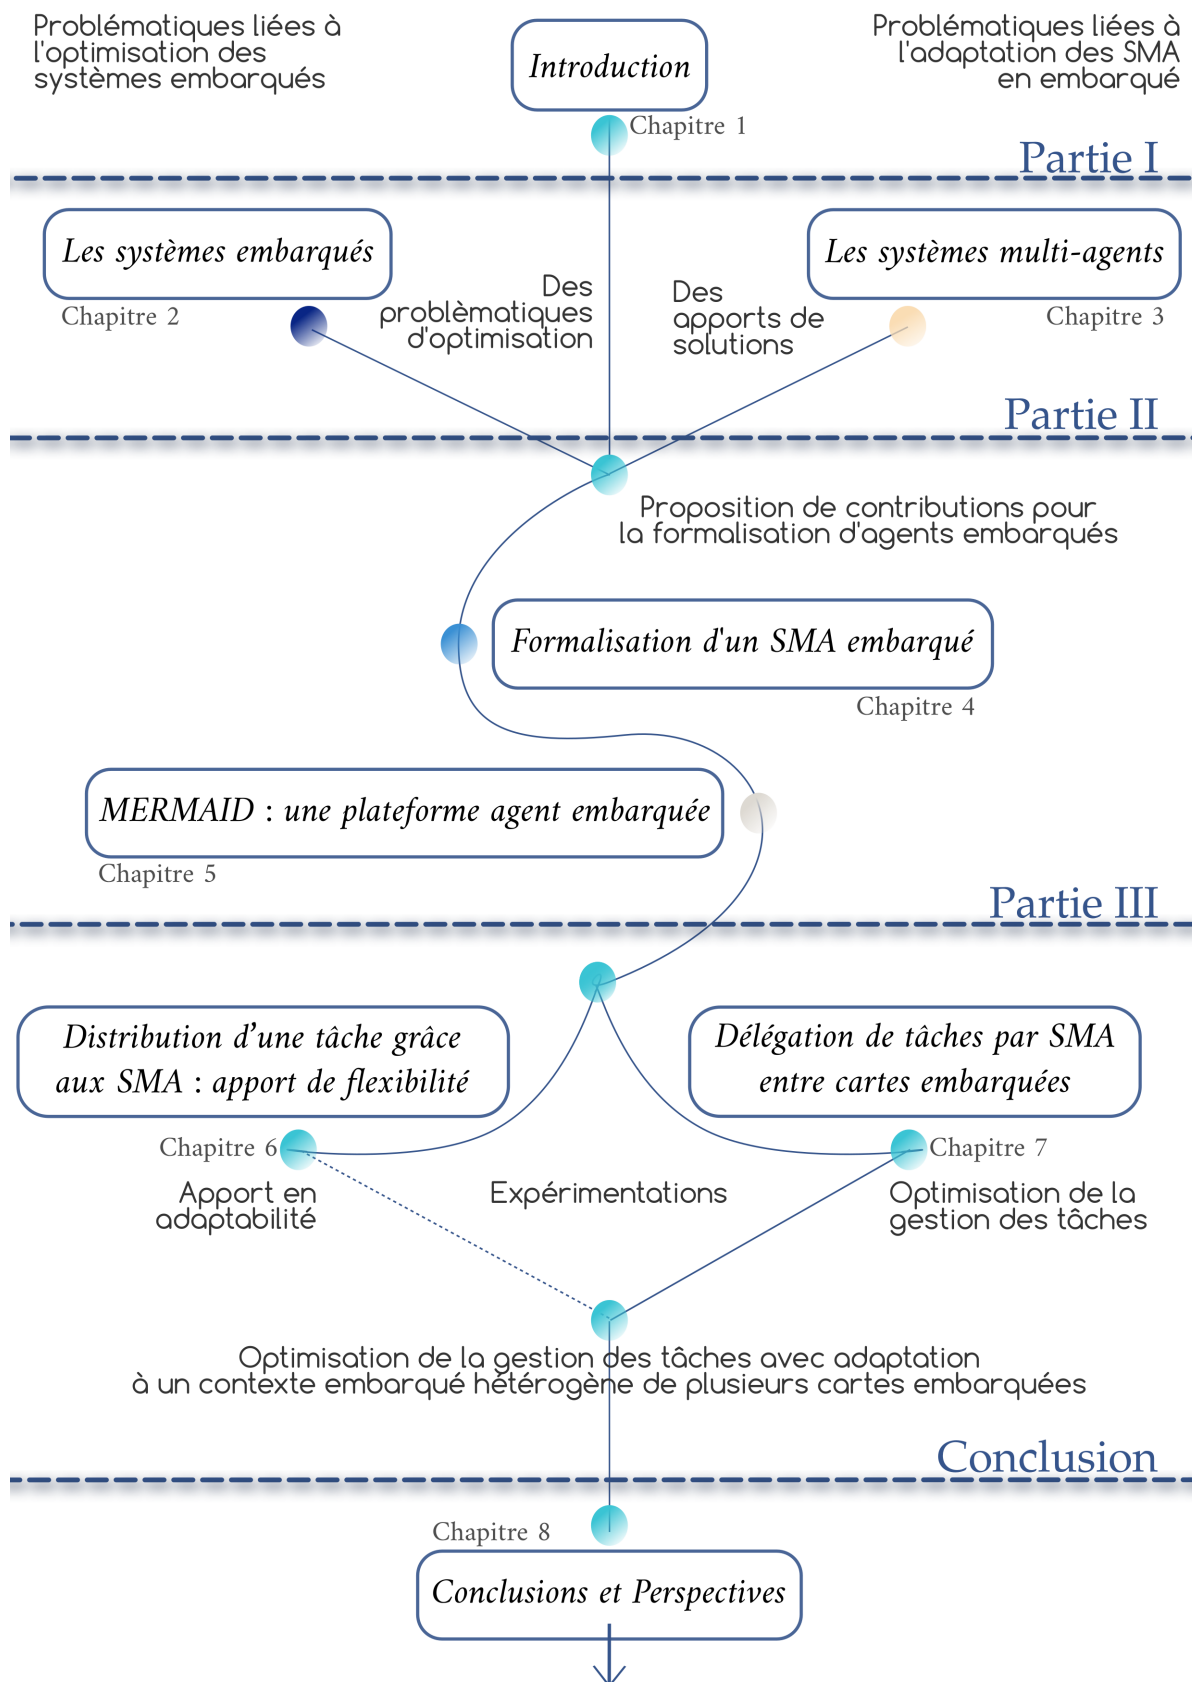 Problématiques liées à
l'optimisation des
systèmes embarqués
Introduction
Problématiques liées à
l'adaptation des SMA
en embarqué
Chapitre 1
Partie I
Les systèmes embarqués
Les systèmes multi-agents
Chapitre 2
Des
problèmatiques
d'optimisation
Des
apports de
solutions
Chapitre 3
Partie II
Proposition de contributions pour
la formalisation d'agents embarqués
Formalisation d'un SMA embarqué
Chapitre 4
MERMAID : une plateforme agent embarquée
Chapitre 5
Partie III
Distribution d’une tâche grâce
aux SMA : apport de flexibilité
Délégation de tâches par SMA
entre cartes embarquées
Chapitre 6
Chapitre 7
Apport en
adaptabilité
Expérimentations
Optimisation de la
gestion des tâches
Optimisation de la gestion des tâches avec adaptation
à un contexte embarqué hétérogène de plusieurs cartes embarquées
Conclusion
Chapitre 8
Conclusions et Perspectives